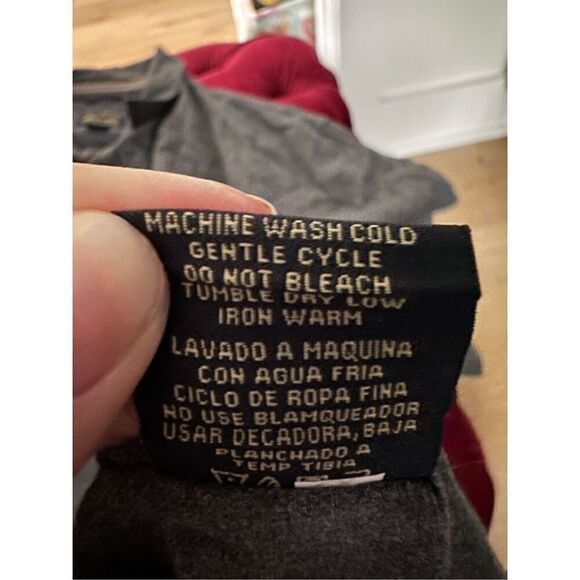 MACHINE WASH COLD
GENTLE CYCLE
DO NOT BLEACH
TUMBLE DRY LOW
IRON WARM
LAVADO A MAQUINA
CON AGUA FRIA
CICLO DE ROPA FINA
NO USE BLAMQUEADOR
USAR DECADORA, BAJA
PLANCHADO A
TEMP TIBIA